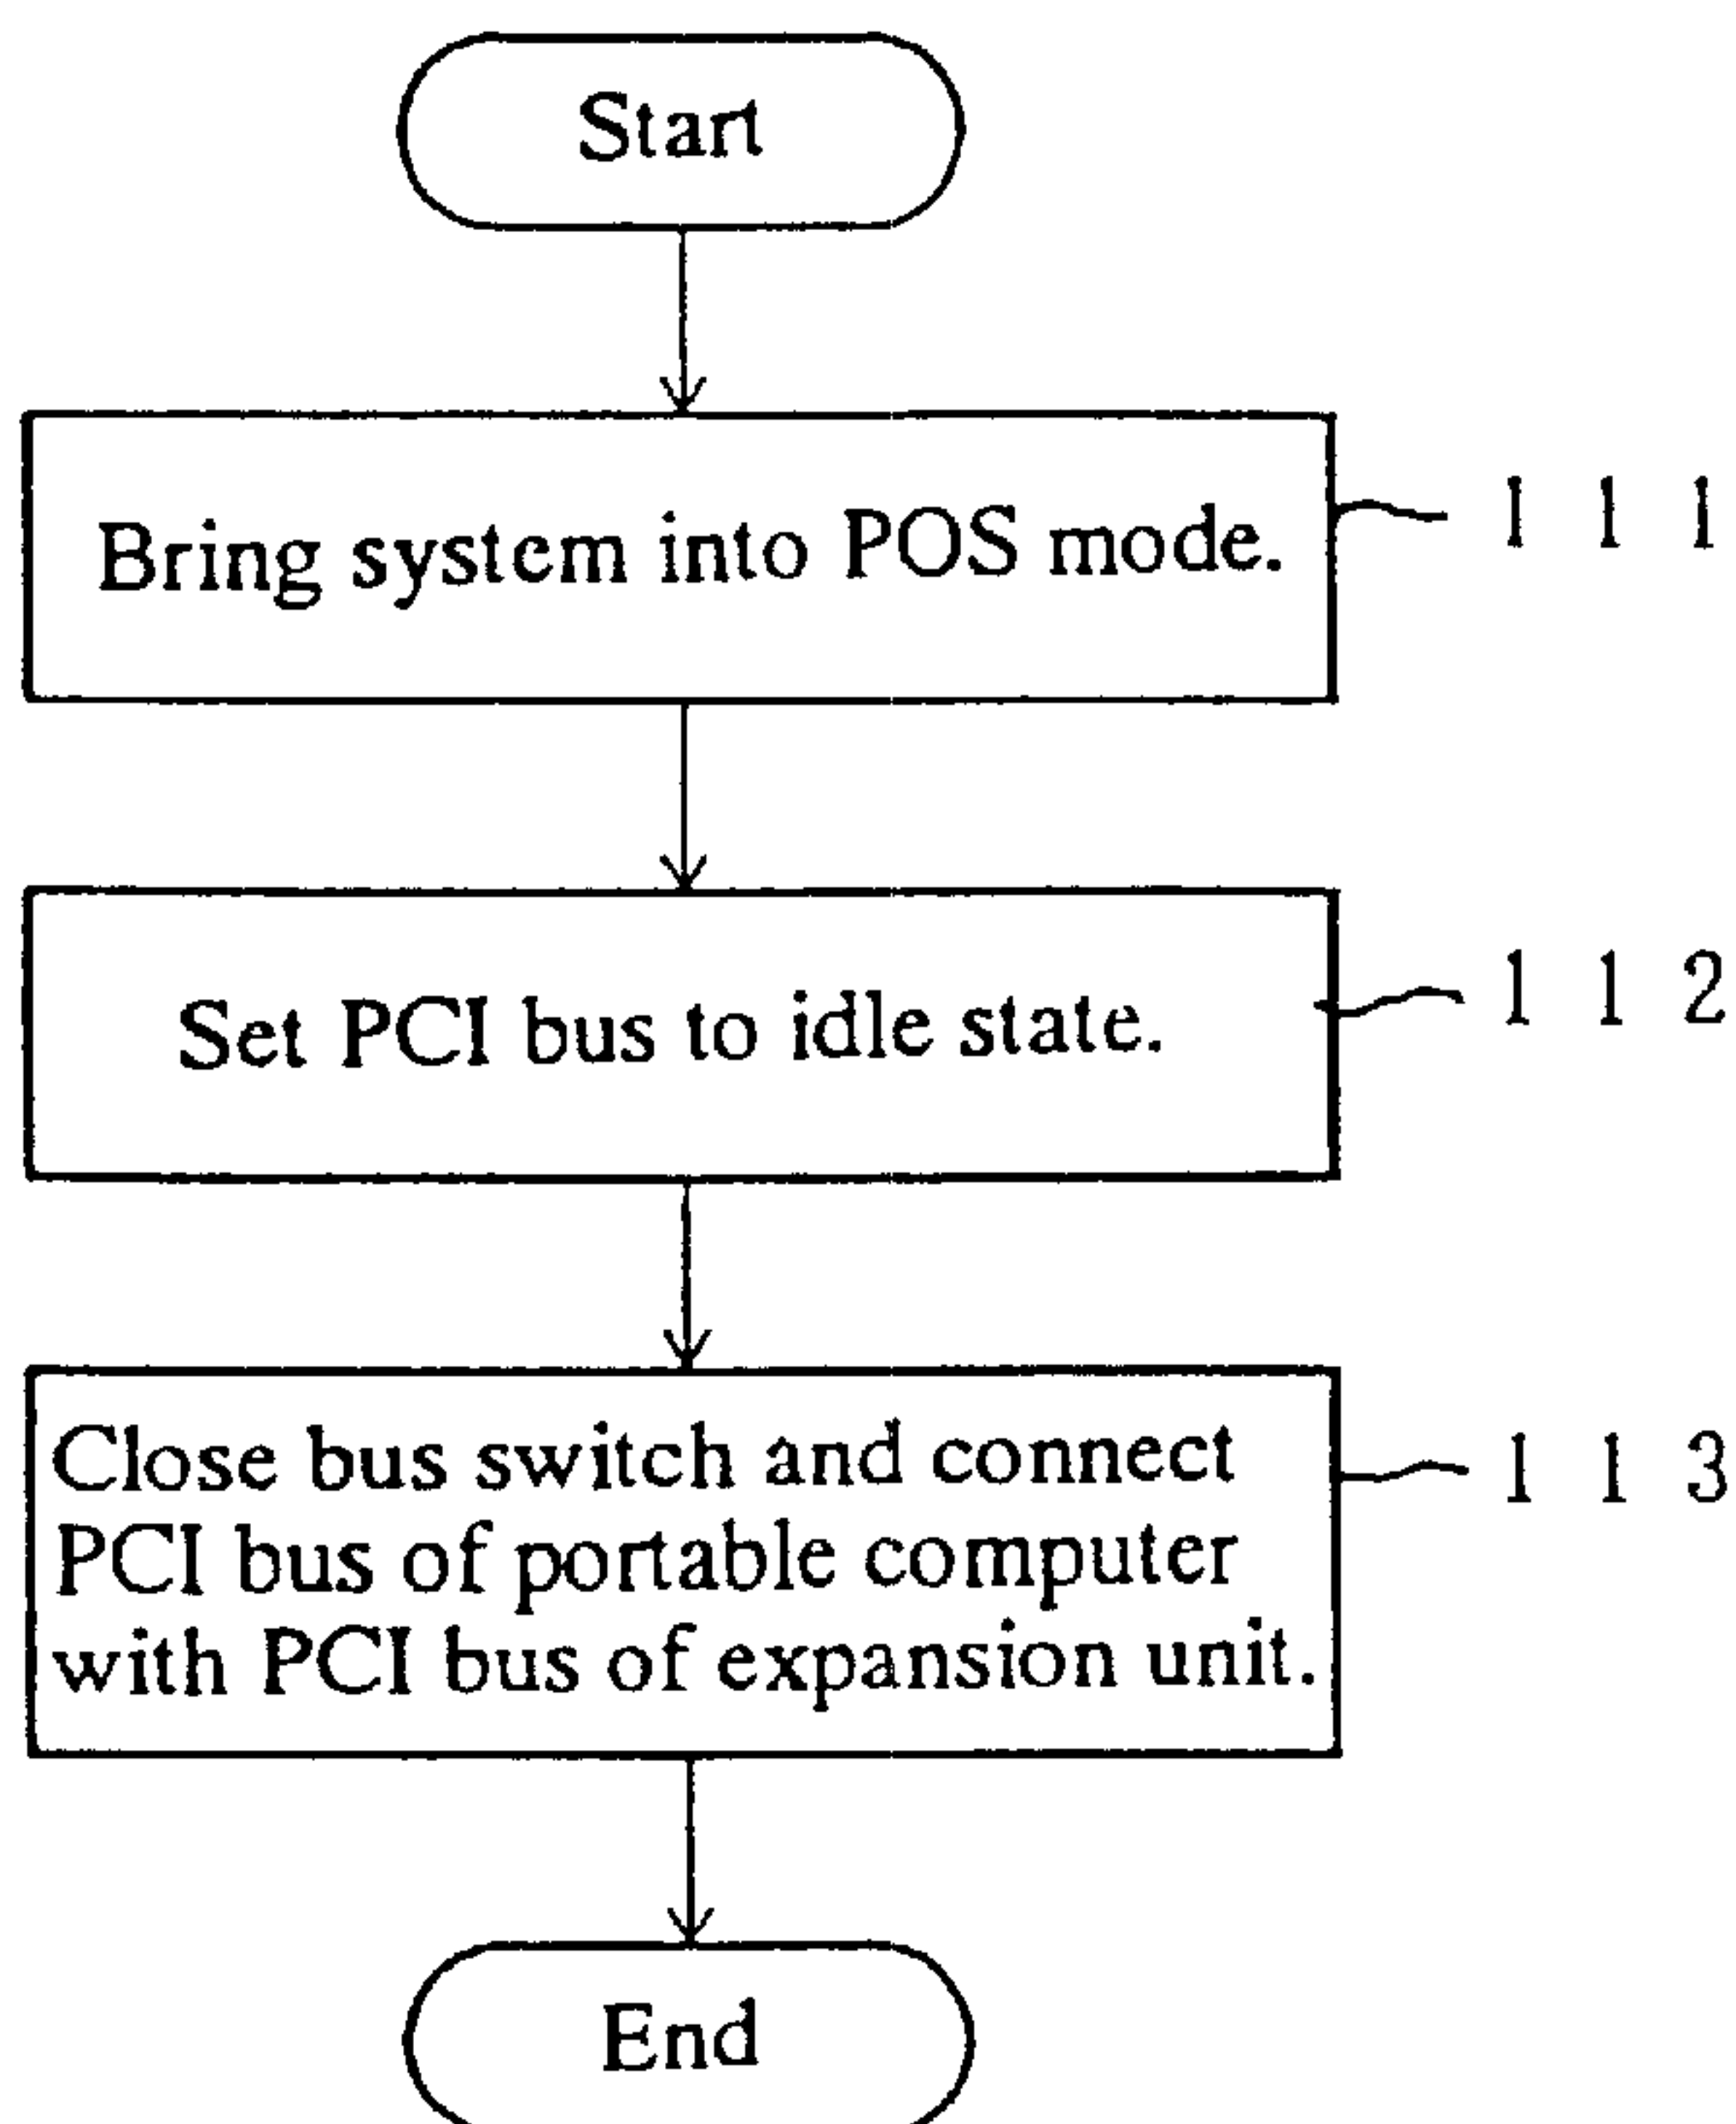 Start
Bring system into POS mode.
1 1 1
Set PCI bus to idle state.
1 1 2
Close bus switch and connect
PCI bus of portable computer
with PCI bus of expansion unit.
1 1 3
End